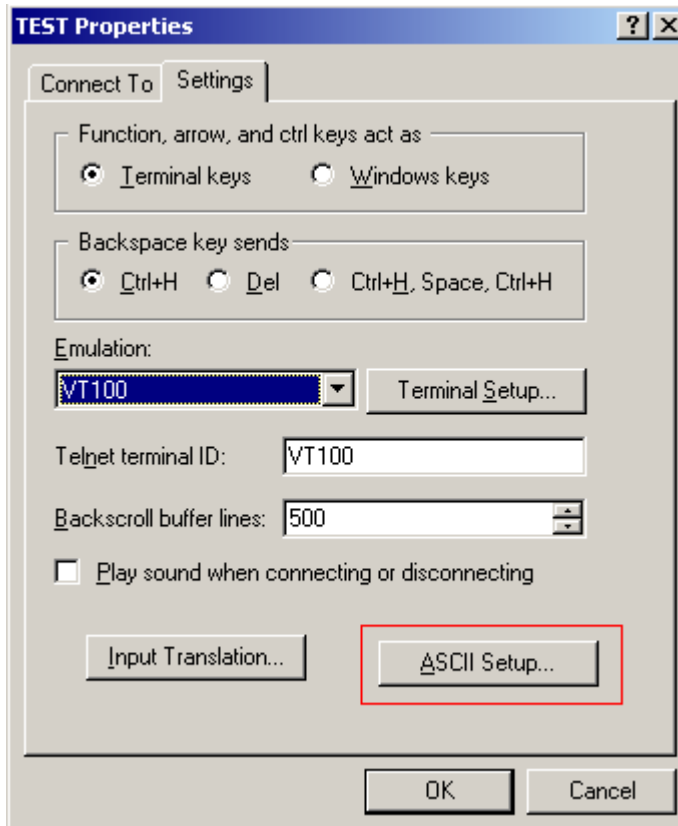 TEST Properties
Connect To Settings
Function, arrow, and ctrl keys act as
Terminal keys Windows keys
Backspace key sends
Ctrl+H Del Ctrl+H, Space, Ctrl+H
Emulation:
VT100 Terminal Setup...
Telnet terminal ID: VT100
Backscroll buffer lines: 500
Play sound when connecting or disconnecting
Input Translation... ASCII Setup...
OK Cancel